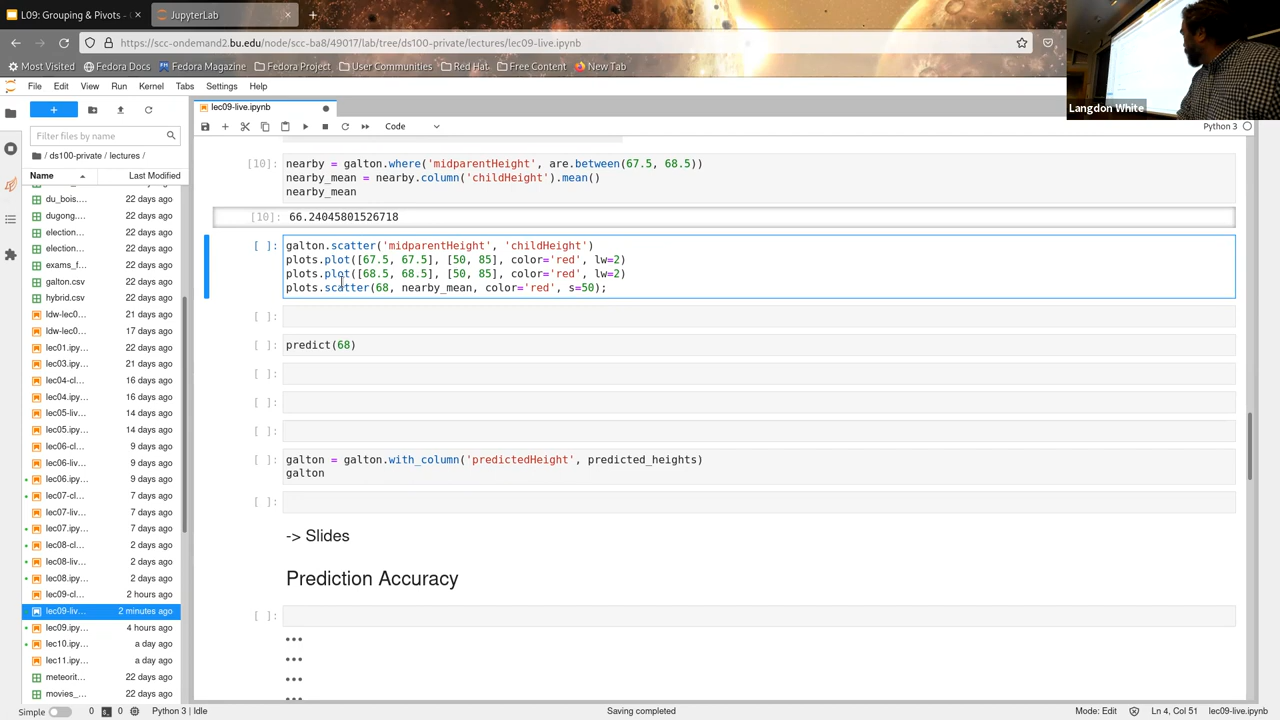 L09: Grouping & Pivots -
JupyterLab
https://scc-ondemand2.bu.edu/node/scc-ba8/49017/lab/tree/ds100-private/lectures/lec09-live.ipynb
Most Visited
Fedora Docs
Fedora Magazine
Fedora Project
User Communities
Red Hat
Free Content
New Tab
Langdon White
File Edit View Run Kernel Tabs Settings Help
lec09-live.ipynb
Filter files by name
Code
Python 3
/ ds100-private / lectures /
Name Last Modified
du_bois.... 22 days ago
dugong.... 22 days ago
election... 22 days ago
election... 22 days ago
exams_f... 22 days ago
galton.csv 22 days ago
hybrid.csv 22 days ago
ldw-lec0... 21 days ago
ldw-lec0... 17 days ago
lec01.ipy... 22 days ago
lec03.ipy... 21 days ago
lec04-cl... 16 days ago
lec04.ipy... 16 days ago
lec05-liv... 14 days ago
lec05.ipy... 14 days ago
lec06-cl... 9 days ago
lec06-liv... 9 days ago
lec06.ipy... 9 days ago
lec07-cl... 7 days ago
lec07-liv... 7 days ago
lec07.ipy... 7 days ago
lec08-cl... 2 days ago
lec08-liv... 2 days ago
lec08.ipy... 2 days ago
lec09-cl... 2 hours ago
lec09-liv... 2 minutes ago
lec09.ipy... 4 hours ago
lec10.ipy... a day ago
lec11.ipy... a day ago
meteorit... 22 days ago
movies_... 22 days ago
[10]: nearby = galton.where('midparentHeight', are.between(67.5, 68.5))
nearby_mean = nearby.column('childHeight').mean()
nearby_mean
[10]: 66.24045801526718
[ ]: galton.scatter('midparentHeight', 'childHeight')
plots.plot([67.5, 67.5], [50, 85], color='red', lw=2)
plots.plot([68.5, 68.5], [50, 85], color='red', lw=2)
plots.scatter(68, nearby_mean, color='red', s=50);
[ ]:
[ ]: predict(68)
[ ]:
[ ]:
[ ]:
[ ]: galton = galton.with_column('predictedHeight', predicted_heights)
galton
[ ]:
-> Slides
Prediction Accuracy
[ ]:
Simple 0 0 Python 3 | Idle Saving completed Mode: Edit Ln 4, Col 51 lec09-live.ipynb